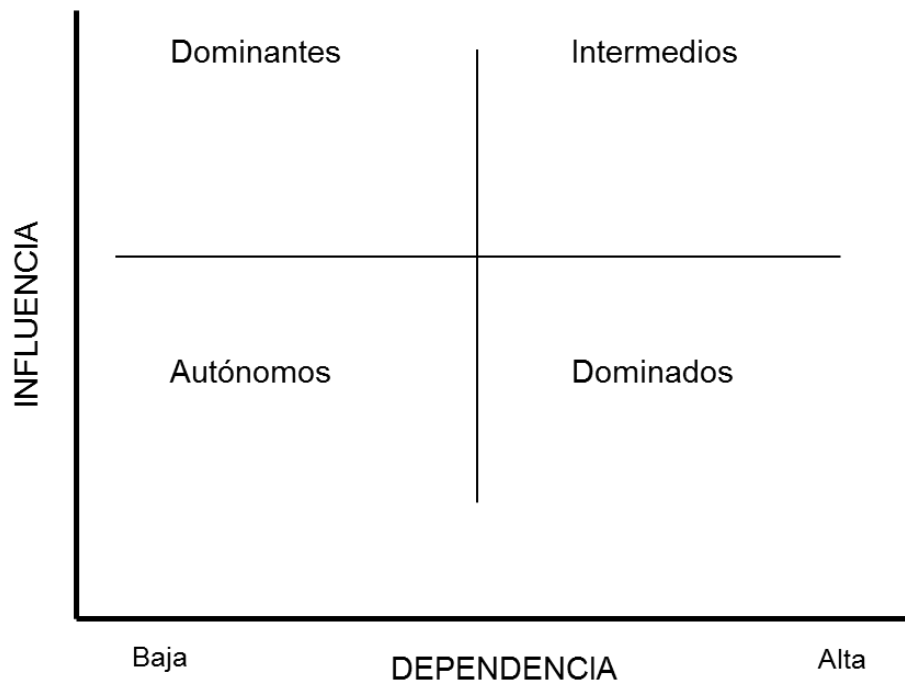 Dominantes
Intermedios
INFLUENCIA
Autónomos
Dominados
Baja
DEPENDENCIA
Alta